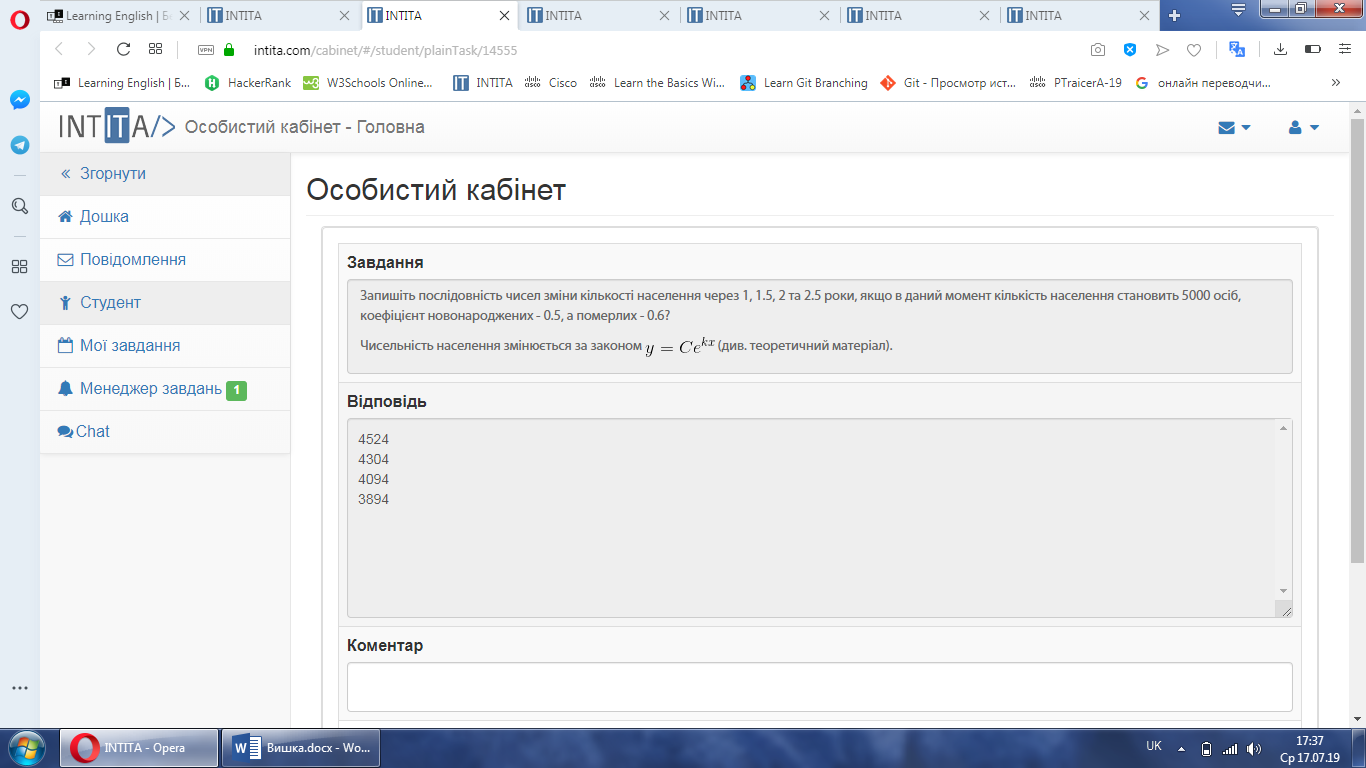 Learning English | Бе
INTITA
INTITA
INTITA
INTITA
INTITA
INTITA
VPN
intita.com/cabinet/#/student/plainTask/14555
Learning English | Б...
HackerRank
W3Schools Online...
INTITA
Cisco
Learn the Basics Wi...
Learn Git Branching
Git - Просмотр ист...
PTraicerA-19
онлайн переводчи...
INTITA/> Особистий кабінет - Головна
« Згорнути
Дошка
Повідомлення
Студент
Мої завдання
Менеджер завдань 1
Chat
Особистий кабінет
Завдання
Запишіть послідовність чисел зміни кількості населення через 1, 1.5, 2 та 2.5 роки, якщо в даний момент кількість населення становить 5000 осіб,
коефіцієнт новонароджених - 0.5, а померлих - 0.6?
Чисельність населення змінюється за законом y = Ce^{kx} (див. теоретичний матеріал).
Відповідь
4524
4304
4094
3894
Коментар
INTITA - Opera
Вишка.docx - Wo...
UK
17:37
Ср 17.07.19